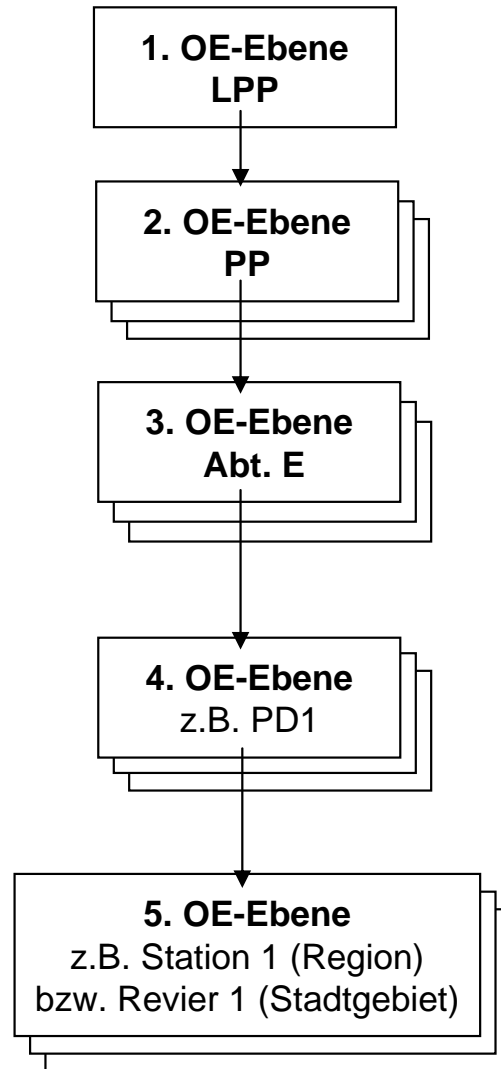 1. OE-Ebene
LPP
2. OE-Ebene
PP
3. OE-Ebene
Abt. E
4. OE-Ebene
z.B. PD1
5. OE-Ebene
z.B. Station 1 (Region)
bzw. Revier 1 (Stadtgebiet)